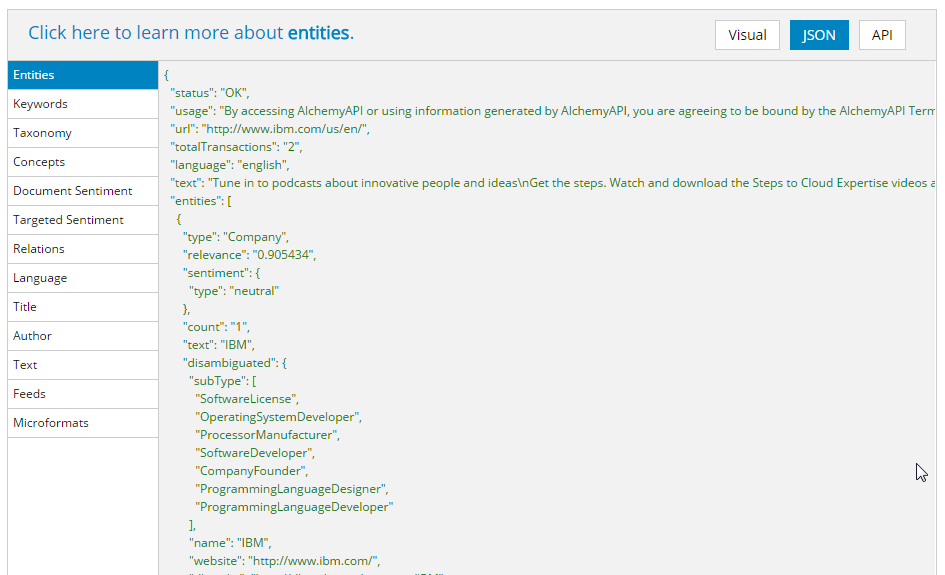 Click here to learn more about entities.
Visual
JSON
API
Entities
Keywords
Taxonomy
Concepts
Document Sentiment
Targeted Sentiment
Relations
Language
Title
Author
Text
Feeds
Microformats
{
"status": "OK",
"usage": "By accessing AlchemyAPI or using information generated by AlchemyAPI, you are agreeing to be bound by the AlchemyAPI Term
"url": "http://www.ibm.com/us/en/",
"totalTransactions": "2",
"language": "english",
"text": "Tune in to podcasts about innovative people and ideas\nGet the steps. Watch and download the Steps to Cloud Expertise videos a
"entities": [
{
"type": "Company",
"relevance": "0.905434",
"sentiment": {
"type": "neutral"
},
"count": "1",
"text": "IBM",
"disambiguated": {
"subType": [
"SoftwareLicense",
"OperatingSystemDeveloper",
"ProcessorManufacturer",
"SoftwareDeveloper",
"CompanyFounder",
"ProgrammingLanguageDesigner",
"ProgrammingLanguageDeveloper"
],
"name": "IBM",
"website": "http://www.ibm.com/",